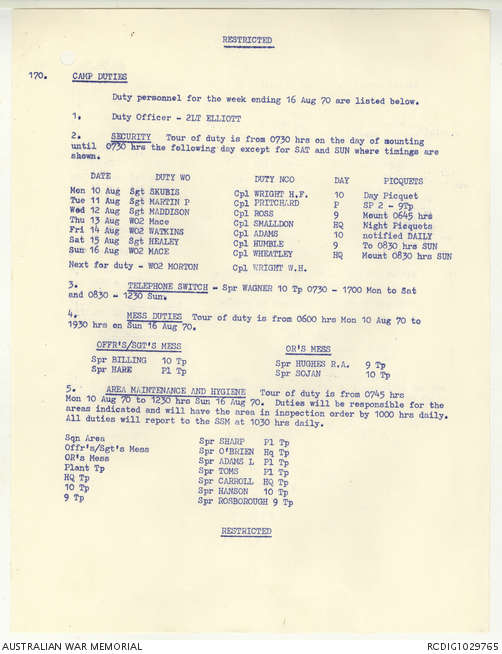 RESTRICTED
170. CAMP DUTIES
Duty personnel for the week ending 16 Aug 70 are listed below.
1. Duty Officer - 2LT ELLIOTT
2. SECURITY Tour of duty is from 0730 hrs on the day of mounting
until 0730 hrs the following day except for SAT and SUN where timings are
shown.
DATE DUTY WO DUTY NCO DAY PICQUETS
Mon 10 Aug Sgt SKUBIS Cpl WRIGHT H.F. 10 Day Picquet
Tue 11 Aug Sgt MARTIN P Cpl PRITCHARD P SP 2 - 9Tp
Wed 12 Aug Sgt MADDISON Cpl ROSS 9 Mount 0645 hrs
Thu 13 Aug WO2 Mace Cpl SMALLDON HQ Night Picquets
Fri 14 Aug WO2 WATKINS Cpl ADAMS 10 notified DAILY
Sat 15 Aug Sgt HEALEY Cpl HUMBLE 9 To 0830 hrs SUN
Sun 16 Aug WO2 MACE Cpl WHEATLEY HQ Mount 0830 hrs SUN
Next for duty - WO2 MORTON Cpl WRIGHT W.H.
3. TELEPHONE SWITCH - Spr WAGNER 10 Tp 0730 - 1700 Mon to Sat
and 0830 - 1230 Sun.
4. MESS DUTIES Tour of duty is from 0600 hrs Mon 10 Aug 70 to
1930 hrs on Sun 16 Aug 70.
OFFR'S/SGT'S MESS OR'S MESS
Spr BILLING 10 Tp Spr HUGHES R.A. 9 Tp
Spr HARE Pl Tp Spr SOJAN 10 Tp
5. AREA MAINTENANCE AND HYGIENE Tour of duty is from 0745 hrs
Mon 10 Aug 70 to 1230 hrs Sun 16 Aug 70. Duties will be responsible for the
areas indicated and will have the area in inspection order by 1000 hrs daily.
All duties will report to the SSM at 1030 hrs daily.
Sqn Area Spr SHARP Pl Tp
Offr's/Sgt's Mess Spr O'BRIEN Hq Tp
OR's Mess Spr ADAMS L Pl Tp
Plant Tp Spr TOMS Pl Tp
HQ Tp Spr CARROLL HQ Tp
10 Tp Spr HANSON 10 Tp
9 Tp Spr ROSBOROUGH 9 Tp
RESTRICTED
AUSTRALIAN WAR MEMORIAL RCDIG1029765